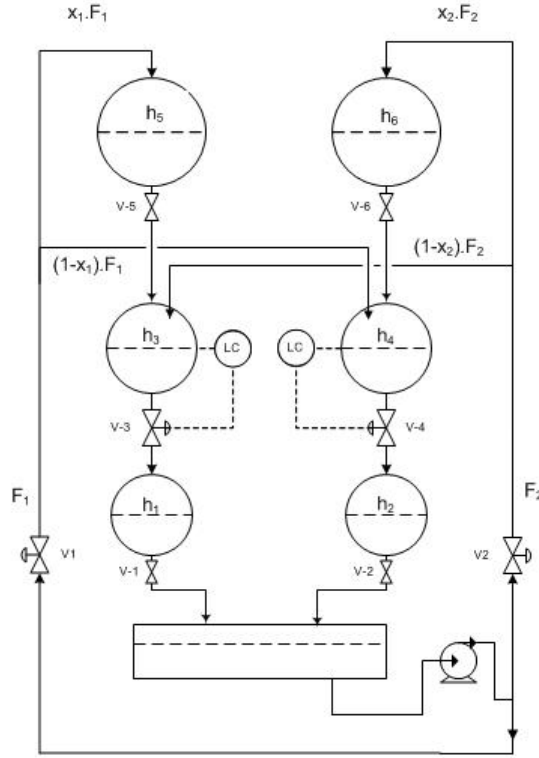 x₁.F₁
x₂.F₂
h₅
h₆
V-5
V-6
(1-x₁).F₁
(1-x₂).F₂
h₃
LC
LC
h₄
V-3
V-4
F₁
F₂
h₁
h₂
V1
V-1
V-2
V2